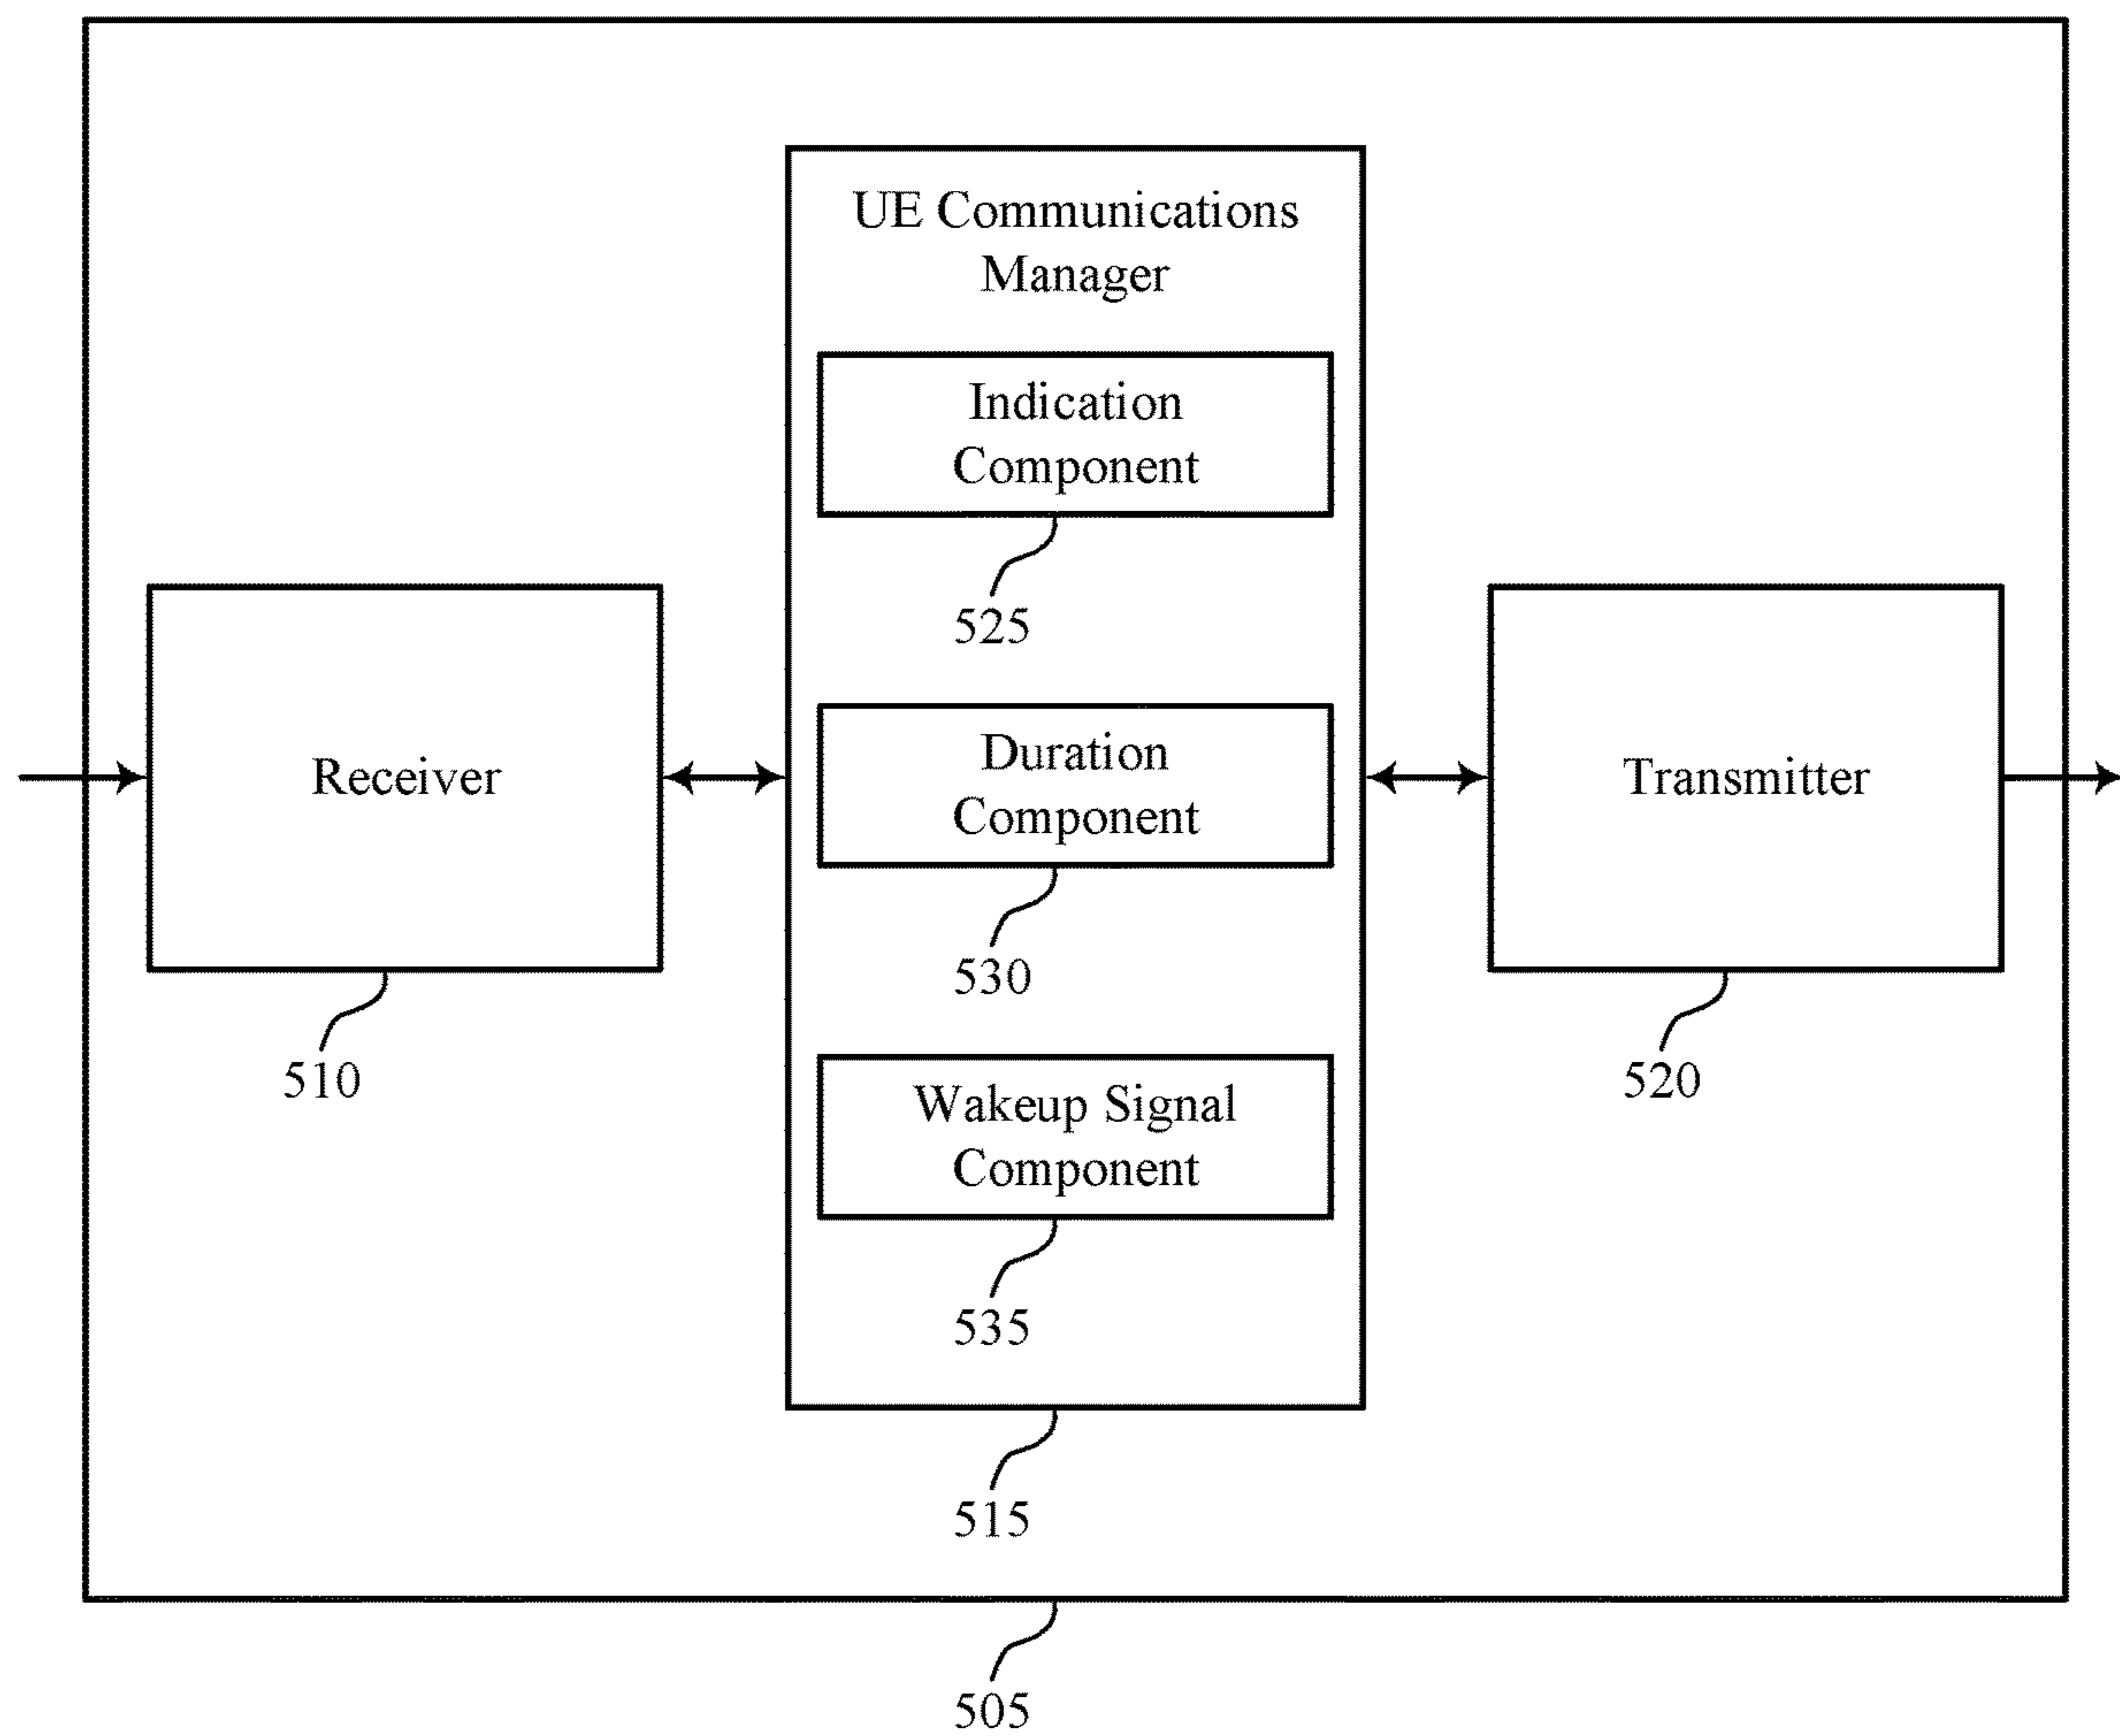 UE Communications
Manager
Indication
Component
525
Receiver
510
Duration
Component
530
Transmitter
520
Wakeup Signal
Component
535
515
505